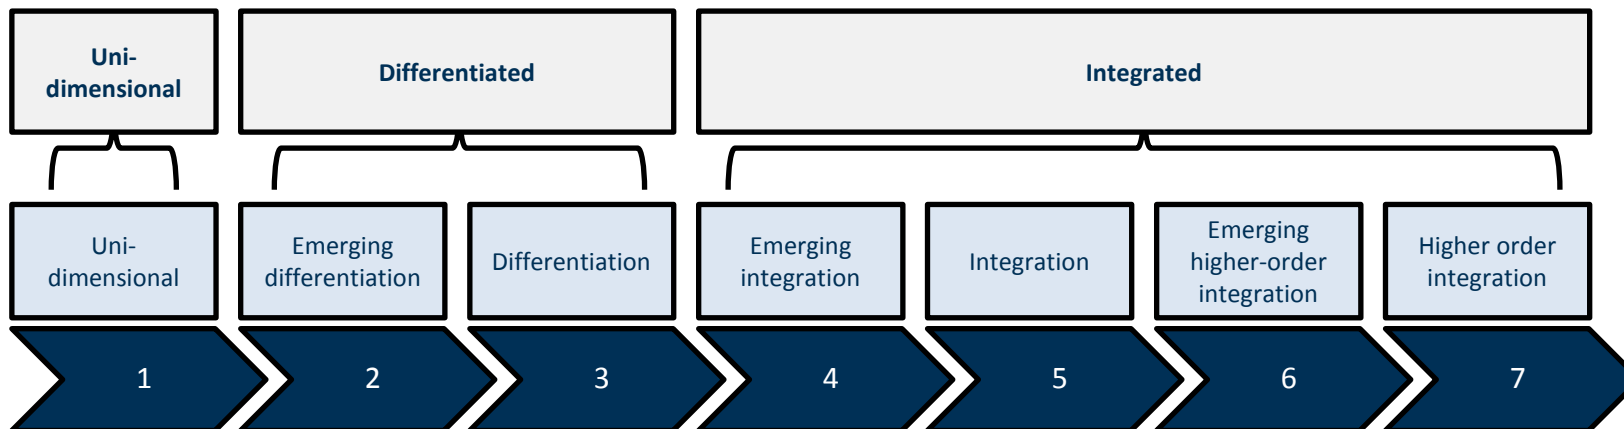 Uni-
dimensional
Differentiated
Integrated
Uni-
dimensional
Emerging
differentiation
Differentiation
Emerging
integration
Integration
Emerging
higher-order
integration
Higher order
integration
1
2
3
4
5
6
7